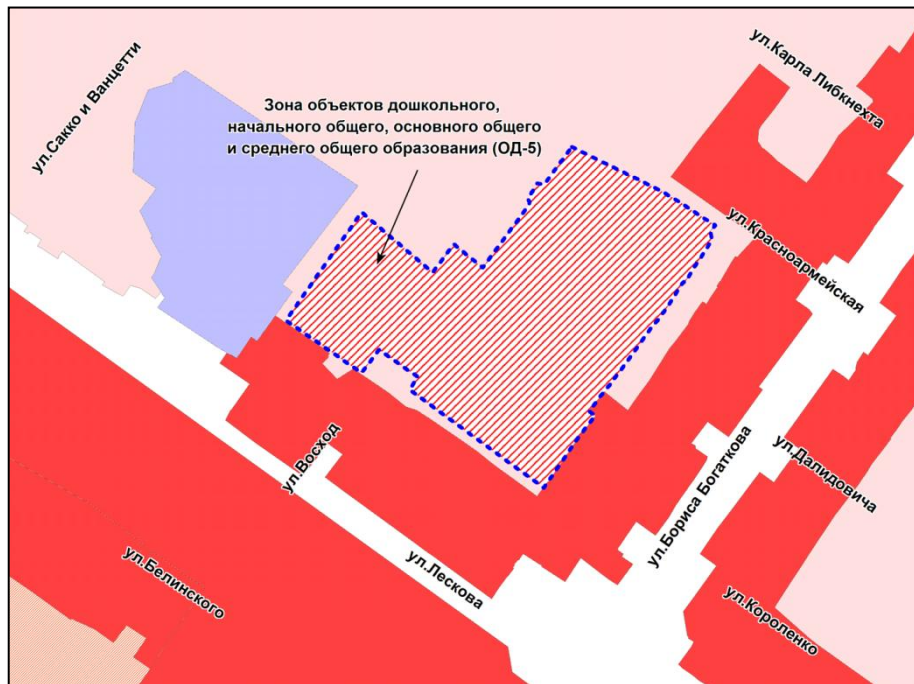 ул.Карла Либкнехта
ул.Сакко и Ванцетти
Зона объектов дошкольного,
начального общего, основного общего
и среднего общего образования (ОД-5)
ул.Красноармейская
ул.Восход
ул.Бориса Богаткова
ул.Далидовича
ул.Белинского
ул.Лескова
ул.Короленко